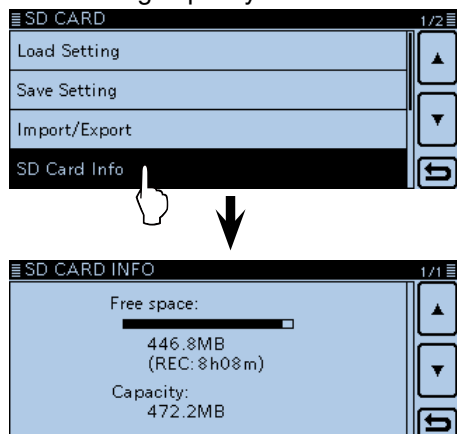 SD CARD 1/2
Load Setting
Save Setting
Import/Export
SD Card Info
SD CARD INFO 1/1
Free space:
446.8MB
(REC: 8h08m)
Capacity:
472.2MB